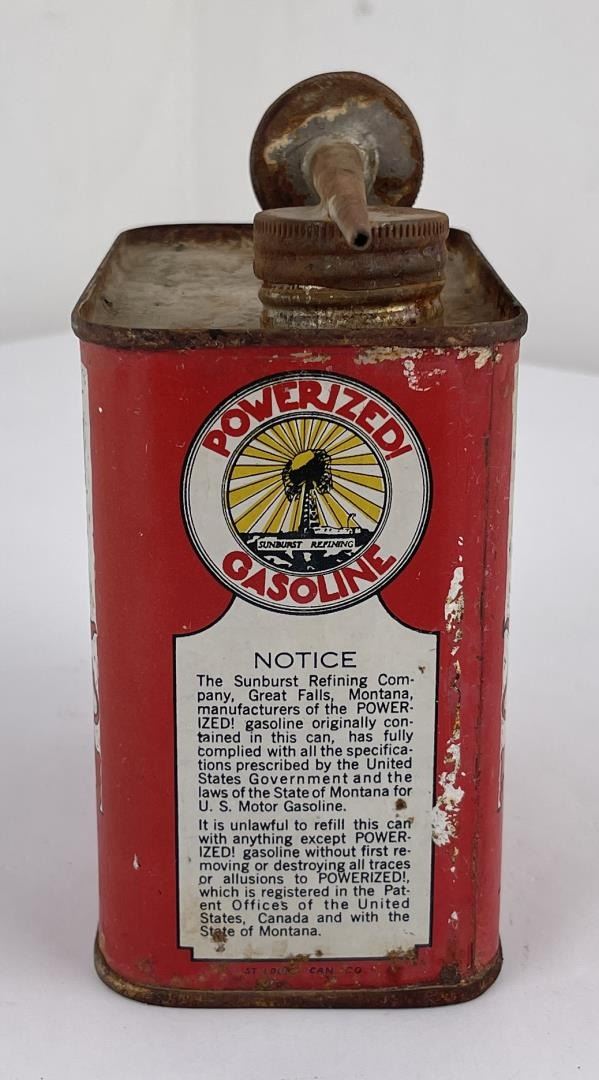 POWERIZED!
SUNBURST REFINING
GASOLINE
NOTICE
The Sunburst Refining Com-
pany, Great Falls, Montana,
manufacturers of the POWER-
IZED! gasoline originally con-
tained in this can, has fully
complied with all the specifica-
tions prescribed by the United
States Government and the
laws of the State of Montana for
U. S. Motor Gasoline.
It is unlawful to refill this can
with anything except POWER-
IZED! gasoline without first re-
moving or destroying all traces
or allusions to POWERIZED!,
which is registered in the Pat-
ent Offices of the United
States, Canada and with the
State of Montana.
ST CAN CO